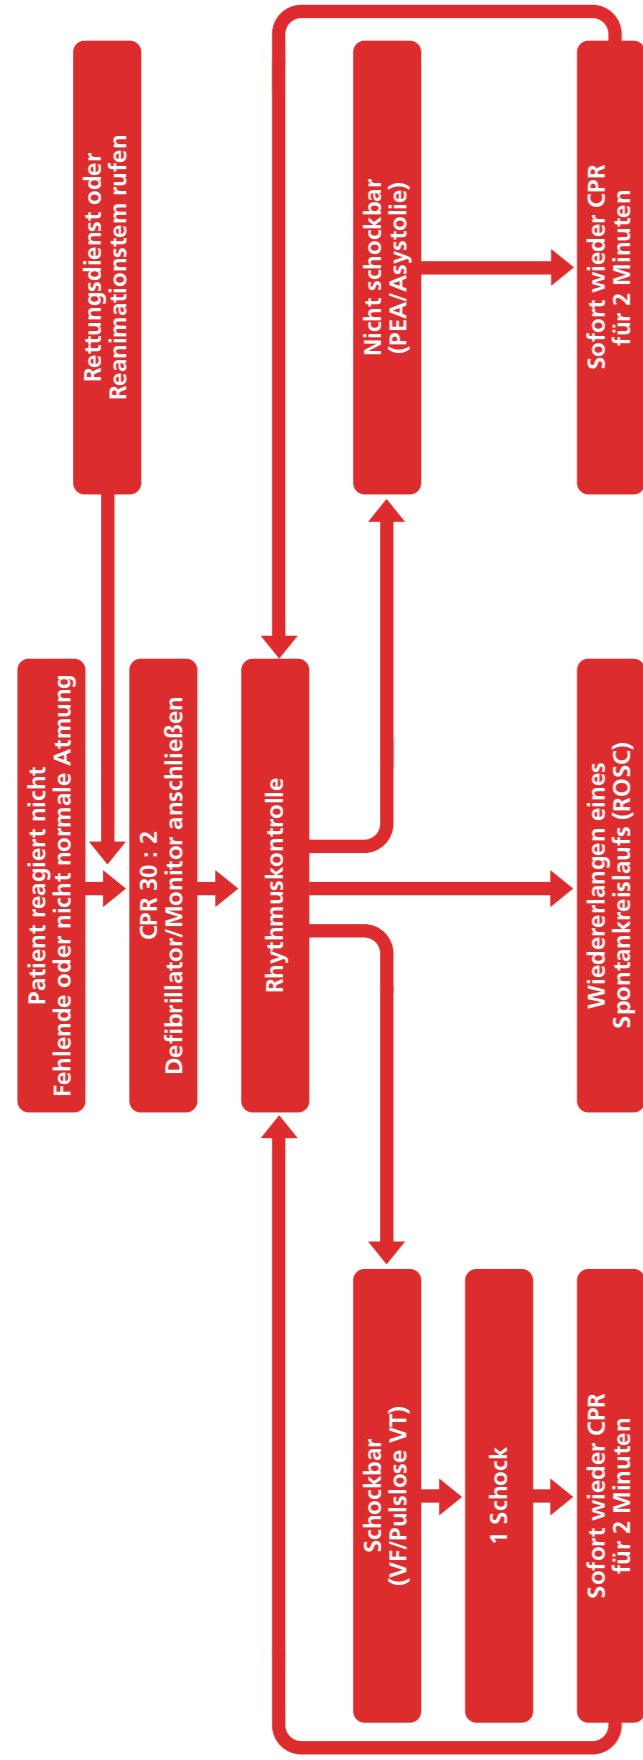 Patient reagiert nicht
Fehlende oder nicht normale Atmung
Rettungsdienst oder
Reanimationstem rufen
CPR 30 : 2
Defibrillator/Monitor anschließen
Rhythmuskontrolle
Schockbar
(VF/Pulslose VT)
Nicht schockbar
(PEA/Asystolie)
1 Schock
Sofort wieder CPR
für 2 Minuten
Wiedererlangen eines
Spontankreislaufs (ROSC)
Sofort wieder CPR
für 2 Minuten